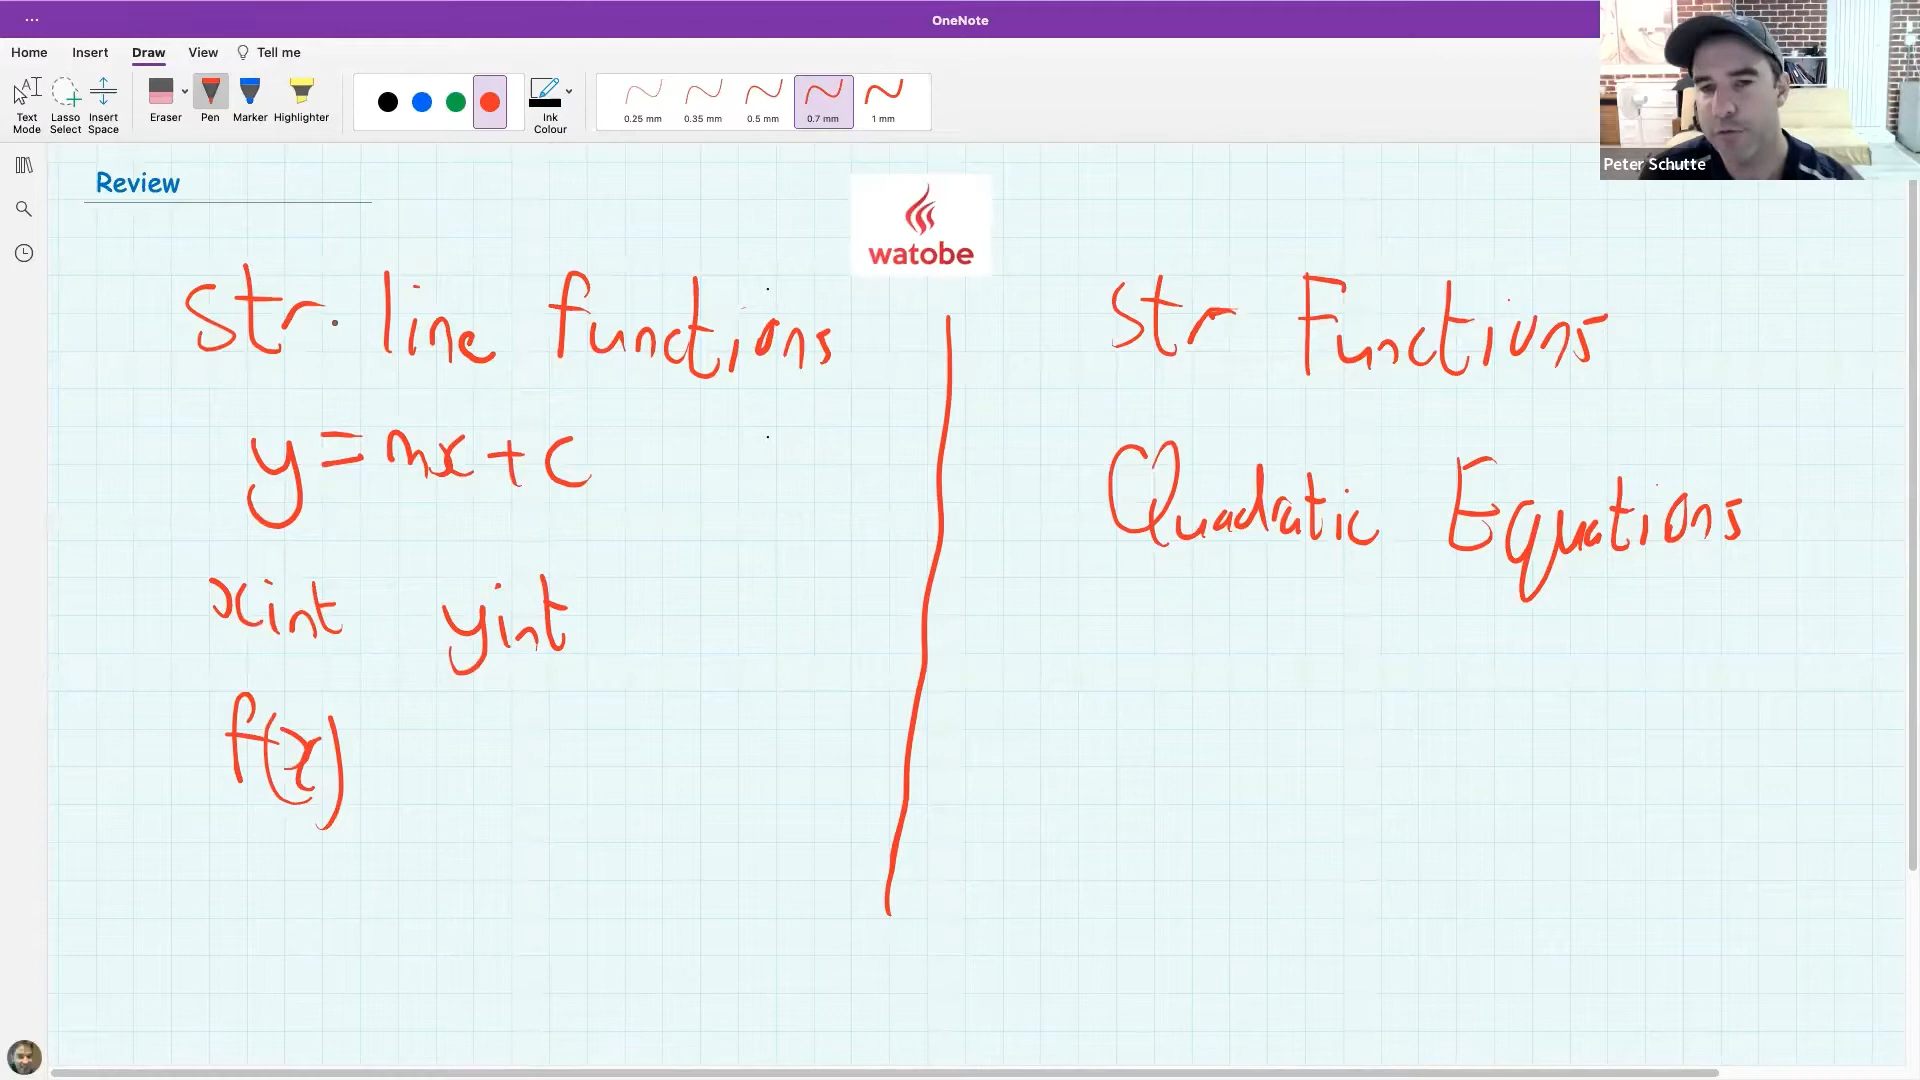 OneNote
Home Insert Draw View Tell me
Text Mode
Lasso Select
Insert Space
Eraser
Pen
Marker
Highlighter
Ink Colour
0.25 mm
0.35 mm
0.5 mm
0.7 mm
1 mm
Peter Schutte
Review
watobe
Str. line functions
y = mx + c
x int y int
f(x)
Str Functions
Quadratic Equations